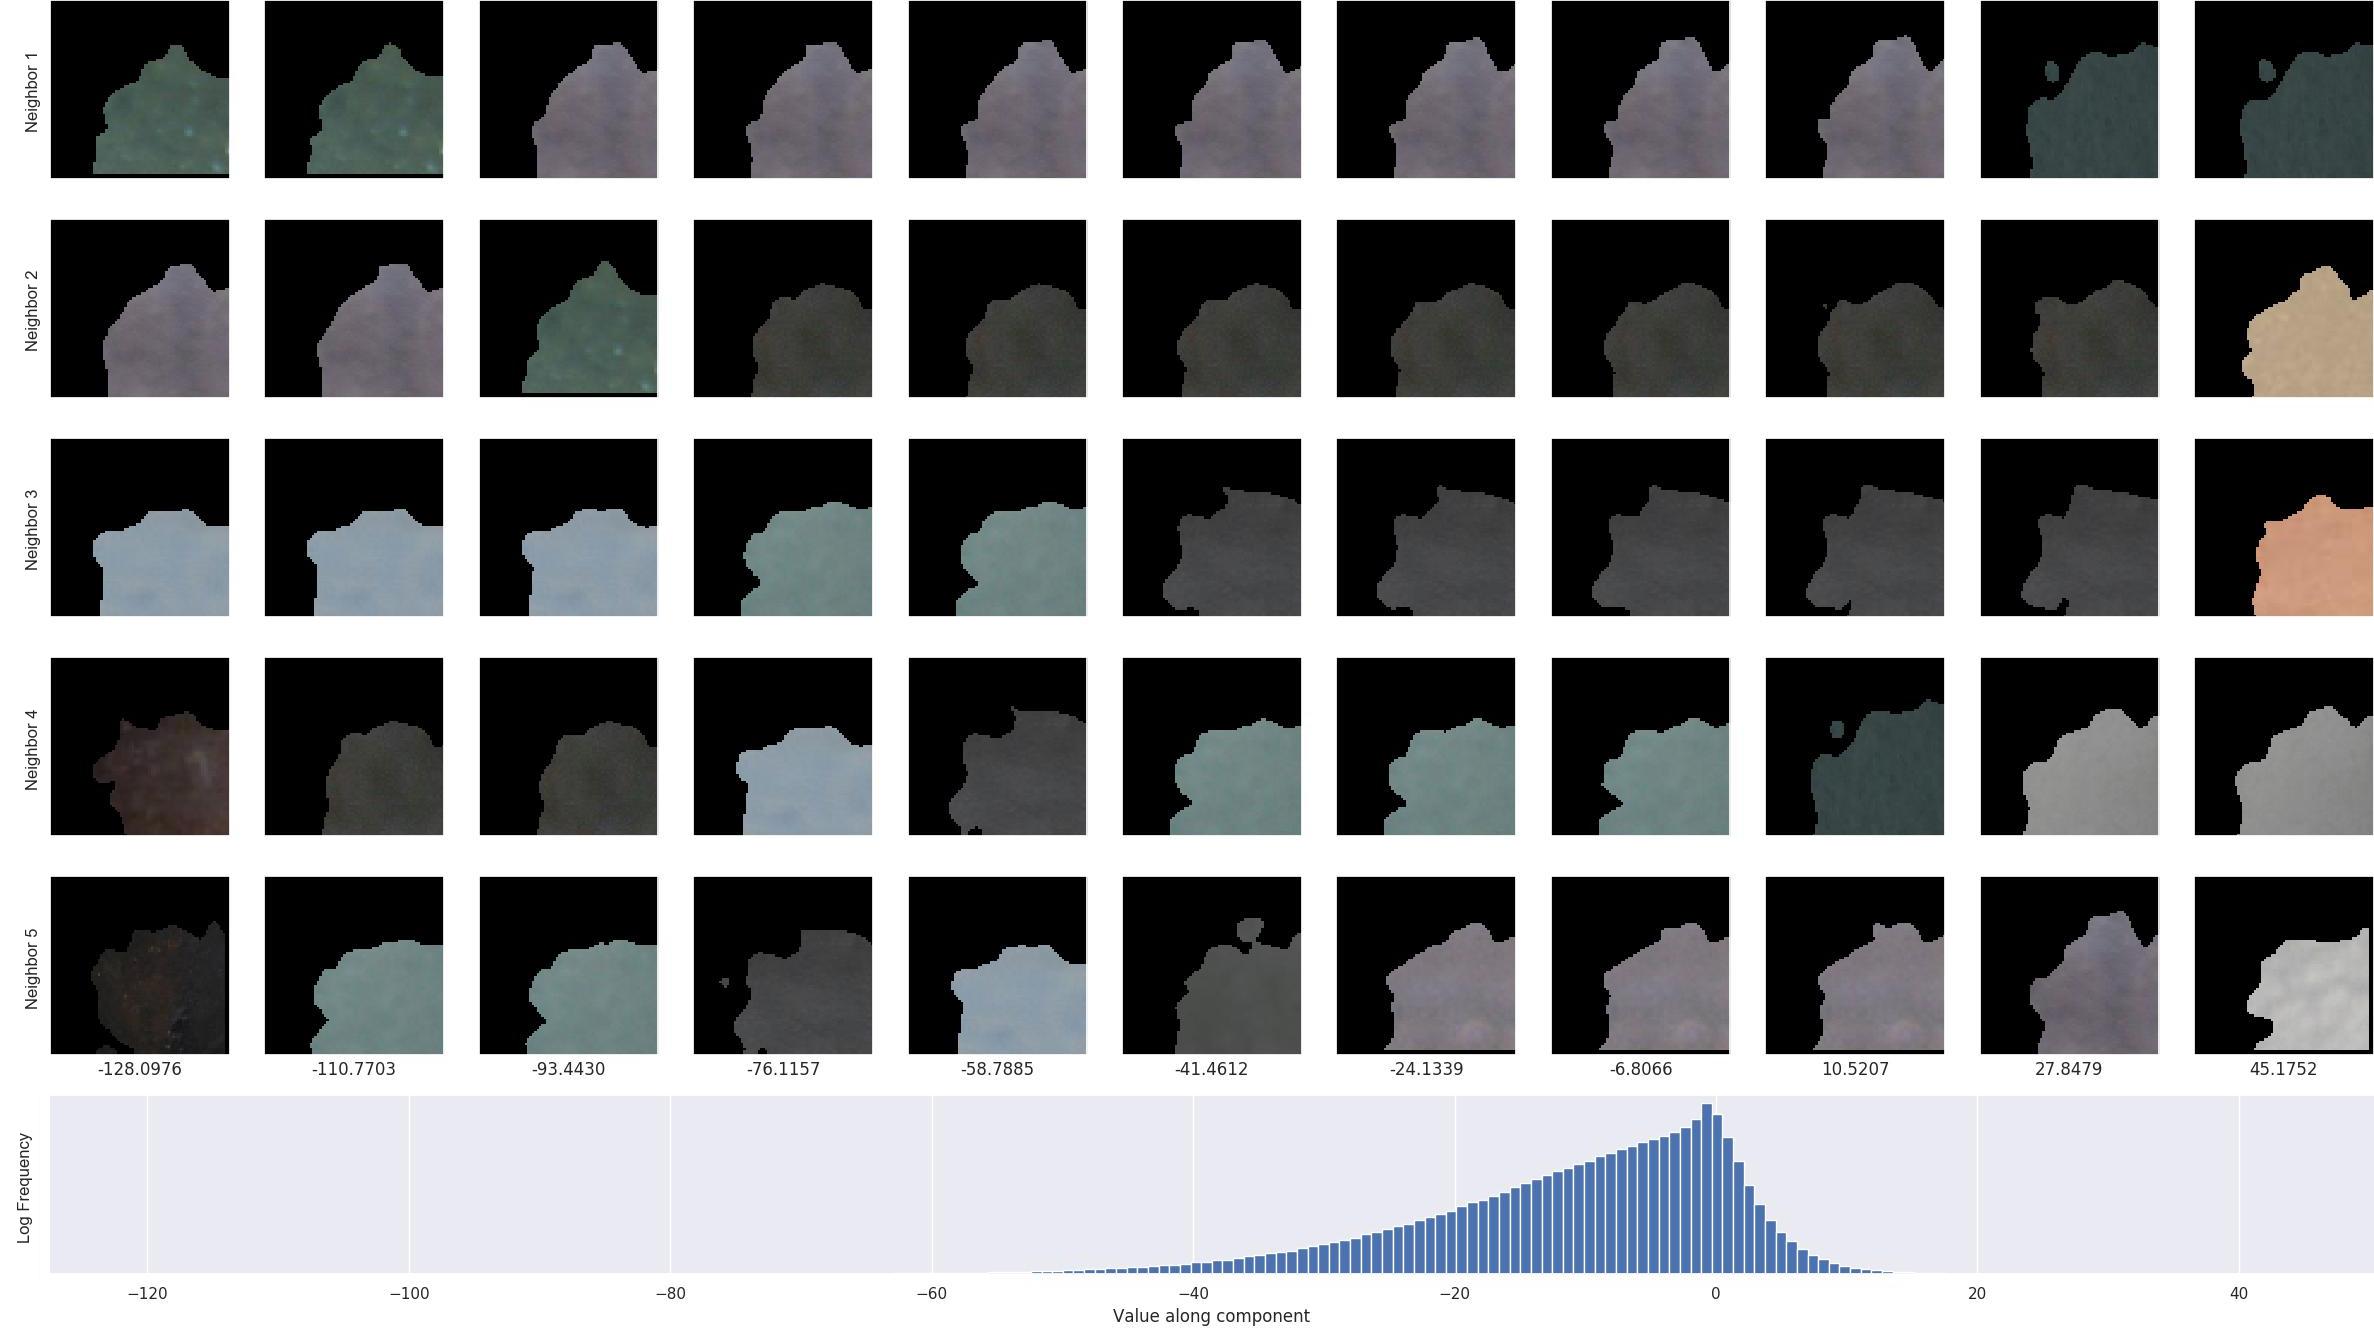 Neighbor 1
Neighbor 2
Neighbor 3
Neighbor 4
Neighbor 5
-128.0976 -110.7703 -93.4430 -76.1157 -58.7885 -41.4612 -24.1339 -6.8066 10.5207 27.8479 45.1752
Log Frequency
−120 −100 −80 −60 −40 −20 0 20 40
Value along component